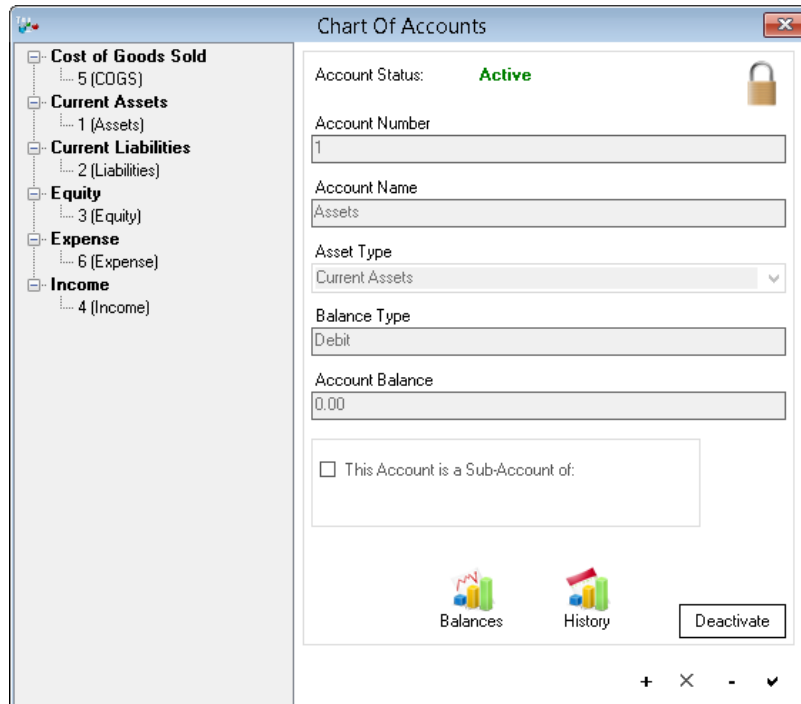 Chart Of Accounts
Cost of Goods Sold
5 (COGS)
Current Assets
1 (Assets)
Current Liabilities
2 (Liabilities)
Equity
3 (Equity)
Expense
6 (Expense)
Income
4 (Income)
Account Status: Active
Account Number
1
Account Name
Assets
Asset Type
Current Assets
Balance Type
Debit
Account Balance
0.00
This Account is a Sub-Account of:
Balances
History
Deactivate